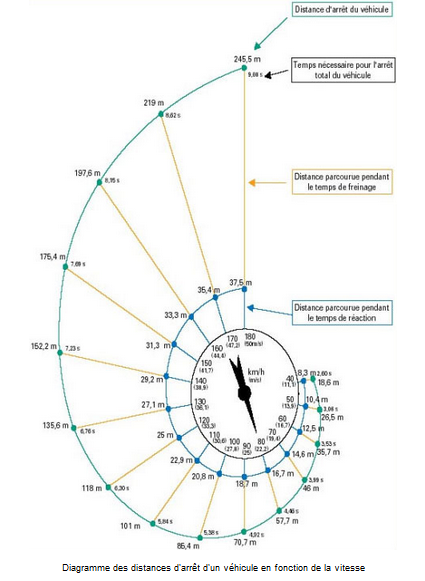 Distance d'arrêt du véhicule
245,5 m
9,08 s
Temps nécessaire pour l'arrêt
total du véhicule
219 m
8,62 s
197,6 m
8,15 s
Distance parcourue pendant
le temps de freinage
175,4 m
7,69 s
37,5 m
35,4 m
33,3 m
Distance parcourue pendant
le temps de réaction
152,2 m
7,23 s
31,3 m
29,2 m
27,1 m
25 m
22,9 m
20,8 m
18,7 m
16,7 m
14,6 m
12,5 m
10,4 m
8,3 m
180
(50m/s)
170
(47,2)
160
(44,4)
150
(41,7)
140
(38,9)
130
(36,1)
120
(33,3)
110
(30,6)
100
(27,8)
90
(25)
80
(22,2)
70
(19,4)
60
(16,7)
50
(13,9)
40
(11,1)
km/h
(m/s)
2,60 s
18,6 m
3,06 s
26,5 m
3,53 s
35,7 m
3,99 s
46 m
4,46 s
57,7 m
4,92 s
70,7 m
5,38 s
85,4 m
5,84 s
101 m
6,30 s
118 m
6,76 s
135,6 m
Diagramme des distances d'arrêt d'un véhicule en fonction de la vitesse